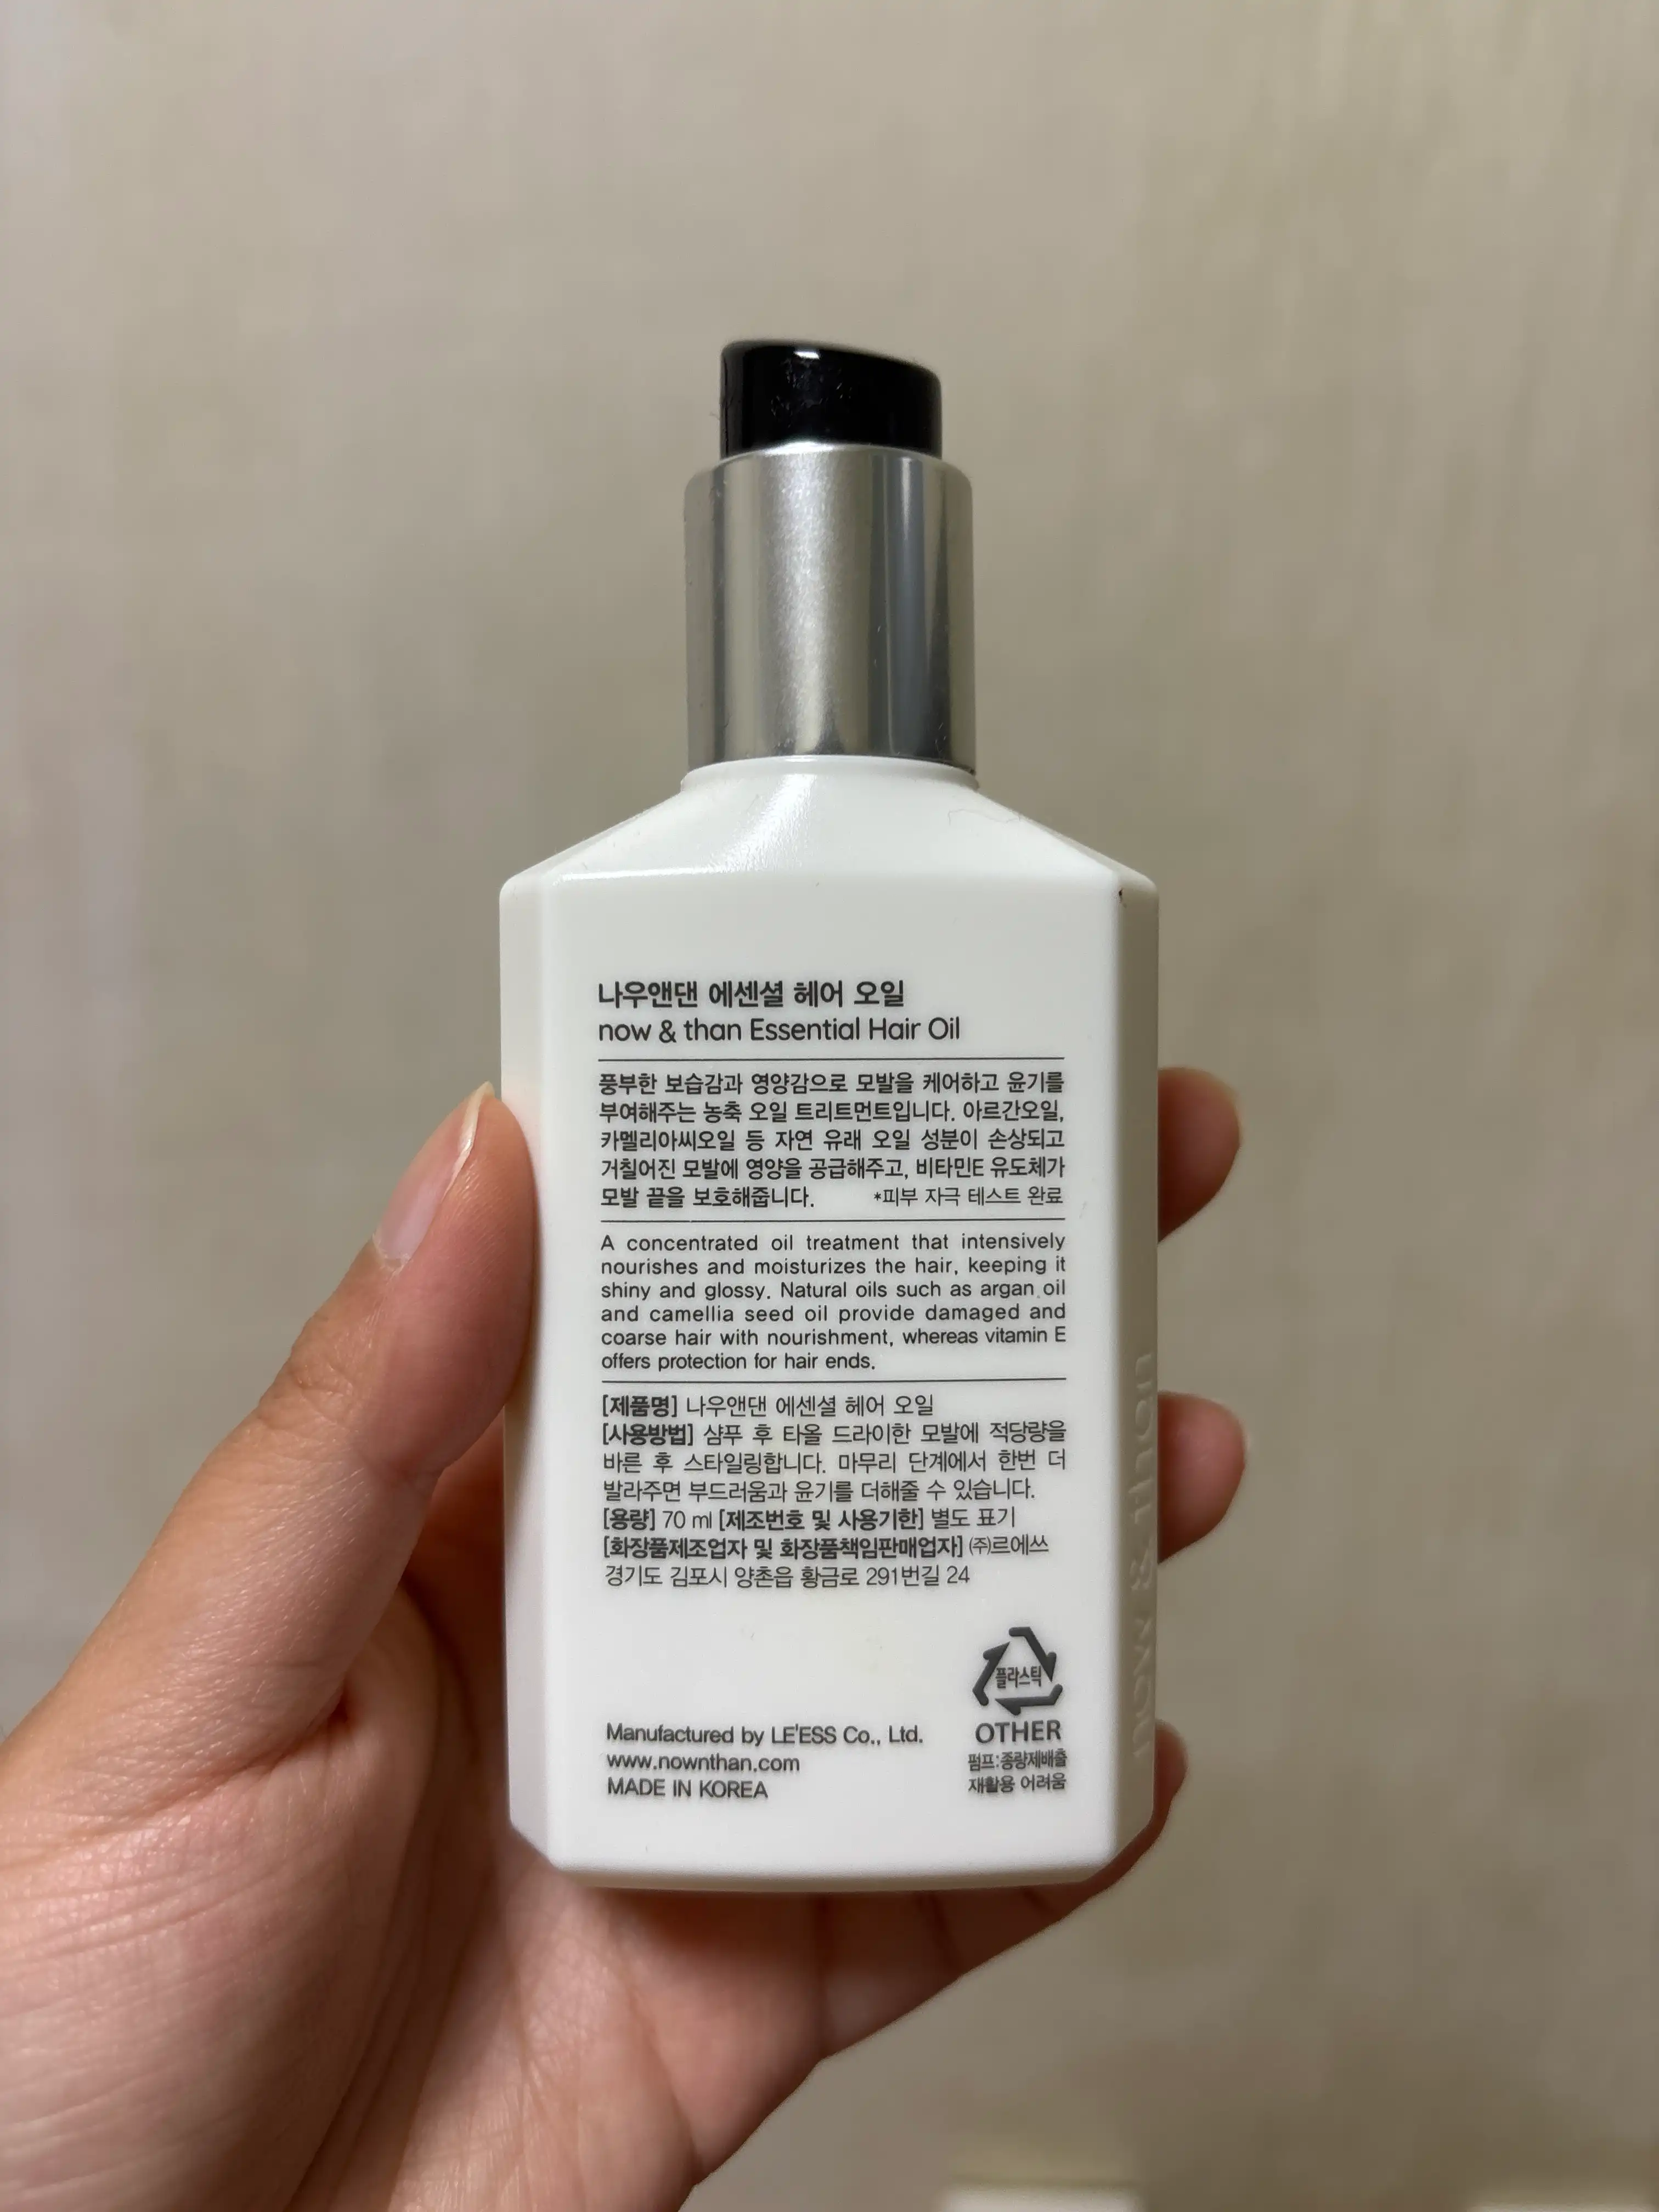 나우앤댄 에센셜 헤어 오일
now & than Essential Hair Oil
풍부한 보습감과 영양감으로 모발을 케어하고 윤기를
부여해주는 농축 오일 트리트먼트입니다. 아르간오일,
카멜리아씨오일 등 자연 유래 오일 성분이 손상되고
거칠어진 모발에 영양을 공급해주고, 비타민E 유도체가
모발 끝을 보호해줍니다. *피부 자극 테스트 완료
A concentrated oil treatment that intensively
nourishes and moisturizes the hair, keeping it
shiny and glossy. Natural oils such as argan oil
and camellia seed oil provide damaged and
coarse hair with nourishment, whereas vitamin E
offers protection for hair ends.
[제품명] 나우앤댄 에센셜 헤어 오일
[사용방법] 샴푸 후 타올 드라이한 모발에 적당량을
바른 후 스타일링합니다. 마무리 단계에서 한번 더
발라주면 부드러움과 윤기를 더해줄 수 있습니다.
[용량] 70 ml [제조번호 및 사용기한] 별도 표기
[화장품제조업자 및 화장품책임판매업자] ㈜르에쓰
경기도 김포시 양촌읍 황금로 291번길 24
Manufactured by LE'ESS Co., Ltd.
www.nownthan.com
MADE IN KOREA
플라스틱
OTHER
펌프:종량제배출
재활용 어려움
now & than